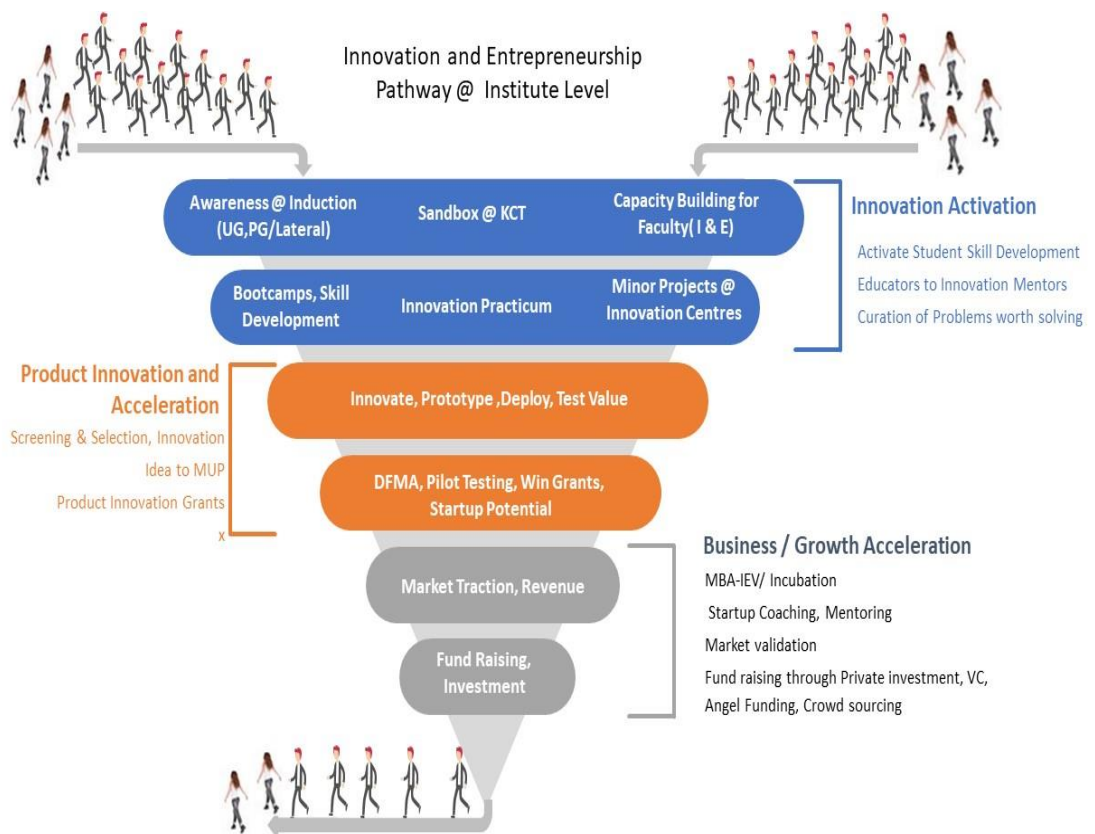 Innovation and Entrepreneurship
Pathway @ Institute Level
Awareness @ Induction
(UG,PG/Lateral)
Sandbox @ KCT
Capacity Building for
Faculty( I & E)
Innovation Activation
Activate Student Skill Development
Educators to Innovation Mentors
Curation of Problems worth solving
Bootcamps, Skill
Development
Innovation Practicum
Minor Projects @
Innovation Centres
Product Innovation and
Acceleration
Screening & Selection, Innovation
Idea to MUP
Product Innovation Grants
x
Innovate, Prototype ,Deploy, Test Value
DFMA, Pilot Testing, Win Grants,
Startup Potential
Business / Growth Acceleration
MBA-IEV/ Incubation
Startup Coaching, Mentoring
Market validation
Fund raising through Private investment, VC,
Angel Funding, Crowd sourcing
Market Traction, Revenue
Fund Raising,
Investment